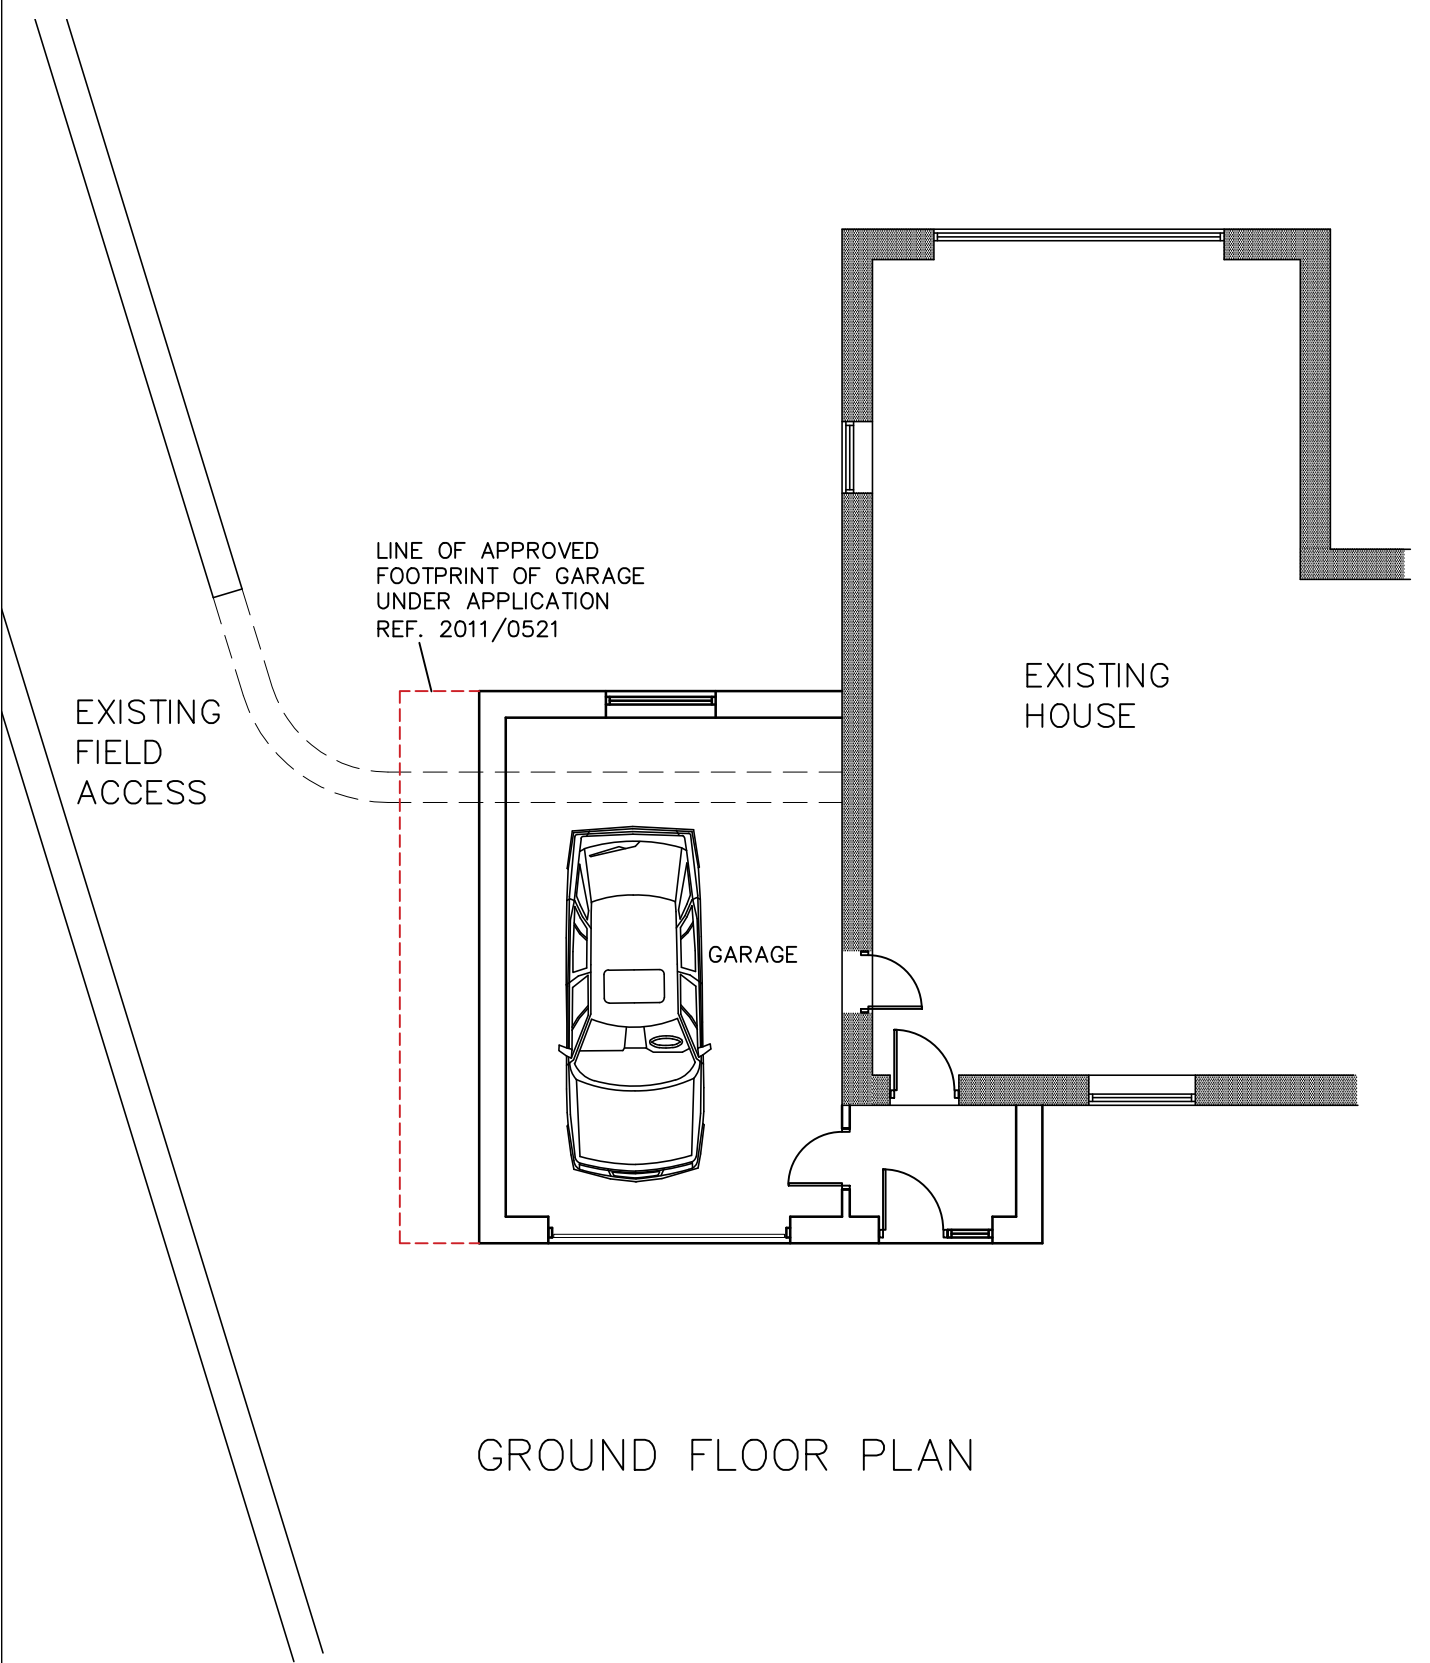 LINE OF APPROVED
FOOTPRINT OF GARAGE
UNDER APPLICATION
REF. 2011/0521
EXISTING
HOUSE
EXISTING
FIELD
ACCESS
GARAGE
GROUND FLOOR PLAN